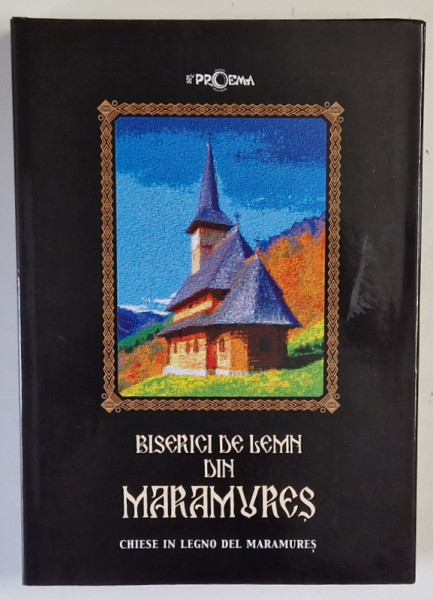 PROEMA
BISERICI DE LEMN
DIN
MARAMUREȘ
CHIESE IN LEGNO DEL MARAMUREȘ